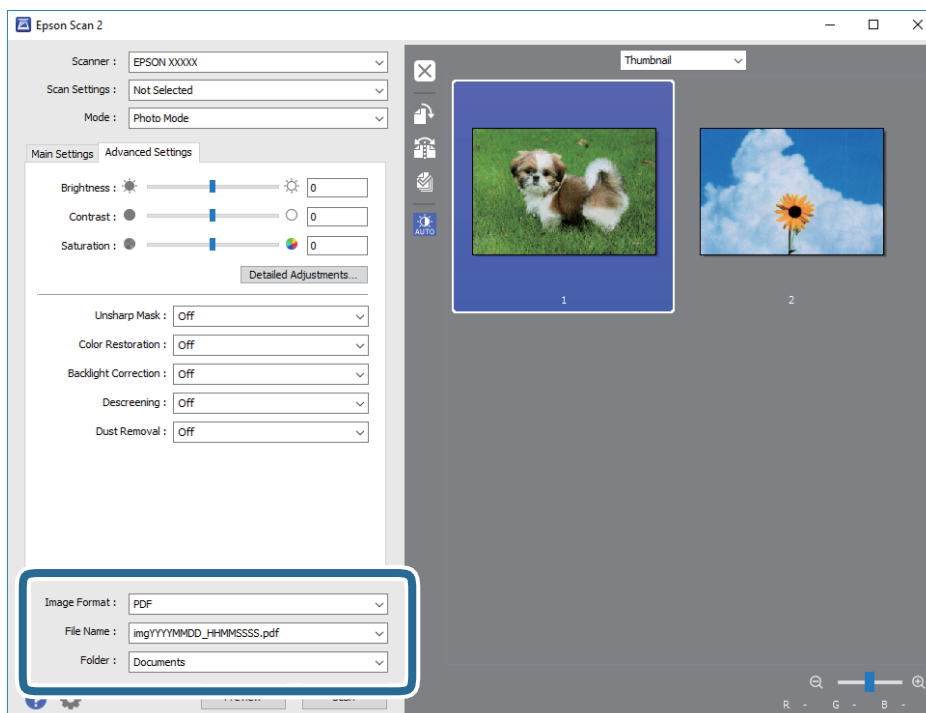 Epson Scan 2
Scanner : EPSON XXXXX
Scan Settings : Not Selected
Mode : Photo Mode
Main Settings Advanced Settings
Brightness : 0
Contrast : 0
Saturation : 0
Detailed Adjustments...
Unsharp Mask : Off
Color Restoration : Off
Backlight Correction : Off
Descreening : Off
Dust Removal : Off
Image Format : PDF
File Name : imgYYYYMMDD_HHMMSSSS.pdf
Folder : Documents
Thumbnail
AUTO
1
2
R - G - B -